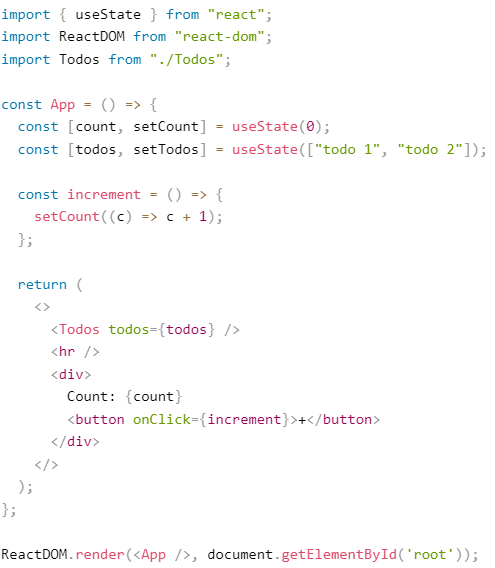 import { useState } from "react";
import ReactDOM from "react-dom";
import Todos from "./Todos";

const App = () => {
  const [count, setCount] = useState(0);
  const [todos, setTodos] = useState(["todo 1", "todo 2"]);

  const increment = () => {
    setCount((c) => c + 1);
  };

  return (
    <>
      <Todos todos={todos} />
      <hr />
      <div>
        Count: {count}
        <button onClick={increment}>+</button>
      </div>
    </>
  );
};

ReactDOM.render(<App />, document.getElementById('root'));